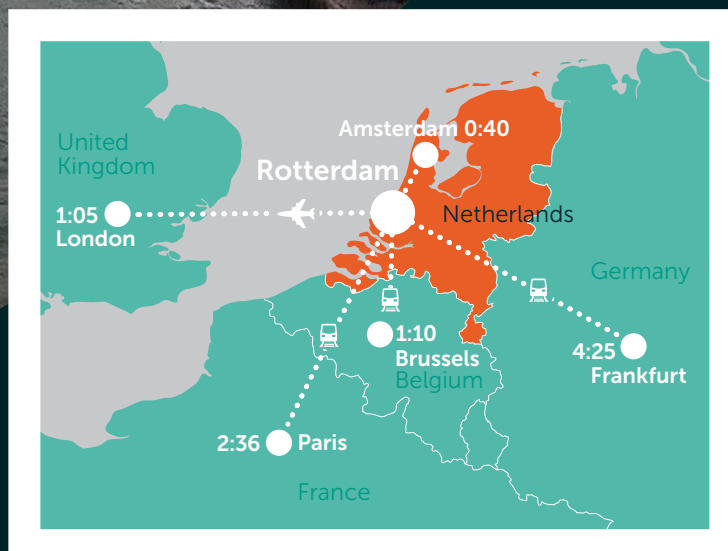 United
Kingdom
Amsterdam 0:40
Rotterdam
1:05
London
Netherlands
Germany
1:10
Brussels
Belgium
4:25
Frankfurt
2:36 Paris
France